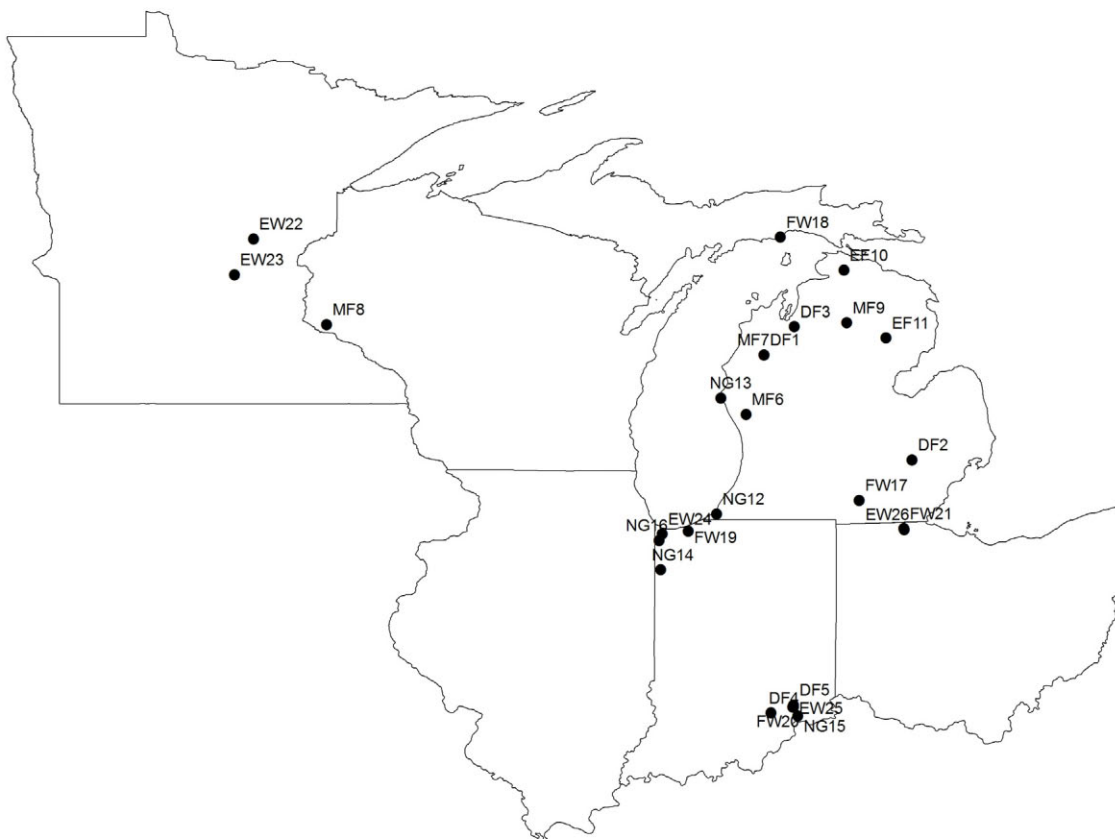 EW22
FW18
EW23
EF10
MF8
DF3
MF9
EF11
MF7DF1
NG13
MF6
DF2
FW17
NG12
EW26FW21
NG16
EW24
FW19
NG14
DF5
DF4
EW25
FW20
NG15